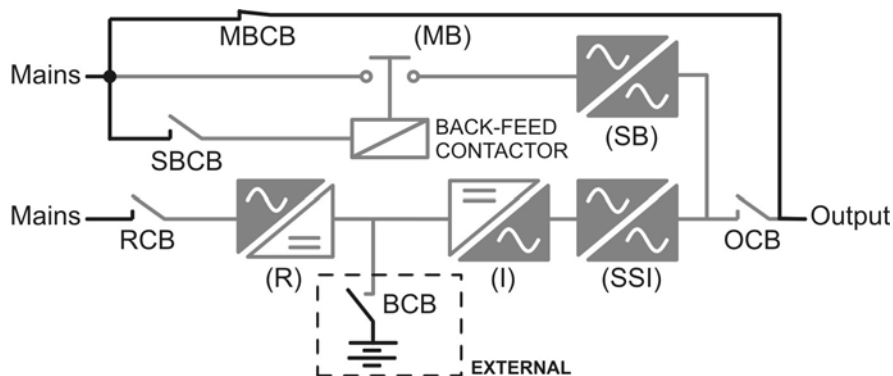 MBCB
(MB)
Mains
BACK-FEED
CONTACTOR
(SB)
SBCB
Mains
Output
RCB
OCB
(R)
(I)
(SSI)
BCB
EXTERNAL